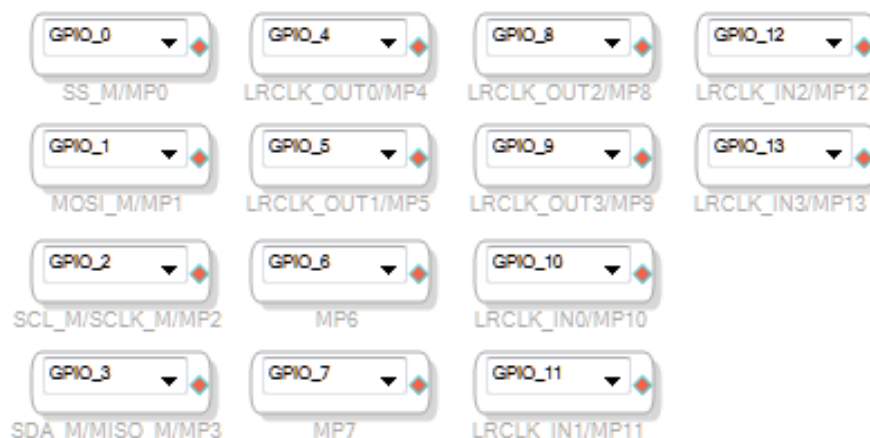 GPIO_0
SS_M/MP0
GPIO_1
MOSI_M/MP1
GPIO_2
SCL_M/SCLK_M/MP2
GPIO_3
SDA_M/MISO_M/MP3
GPIO_4
LRCLK_OUT0/MP4
GPIO_5
LRCLK_OUT1/MP5
GPIO_6
MP6
GPIO_7
MP7
GPIO_8
LRCLK_OUT2/MP8
GPIO_9
LRCLK_OUT3/MP9
GPIO_10
LRCLK_IN0/MP10
GPIO_11
LRCLK_IN1/MP11
GPIO_12
LRCLK_IN2/MP12
GPIO_13
LRCLK_IN3/MP13